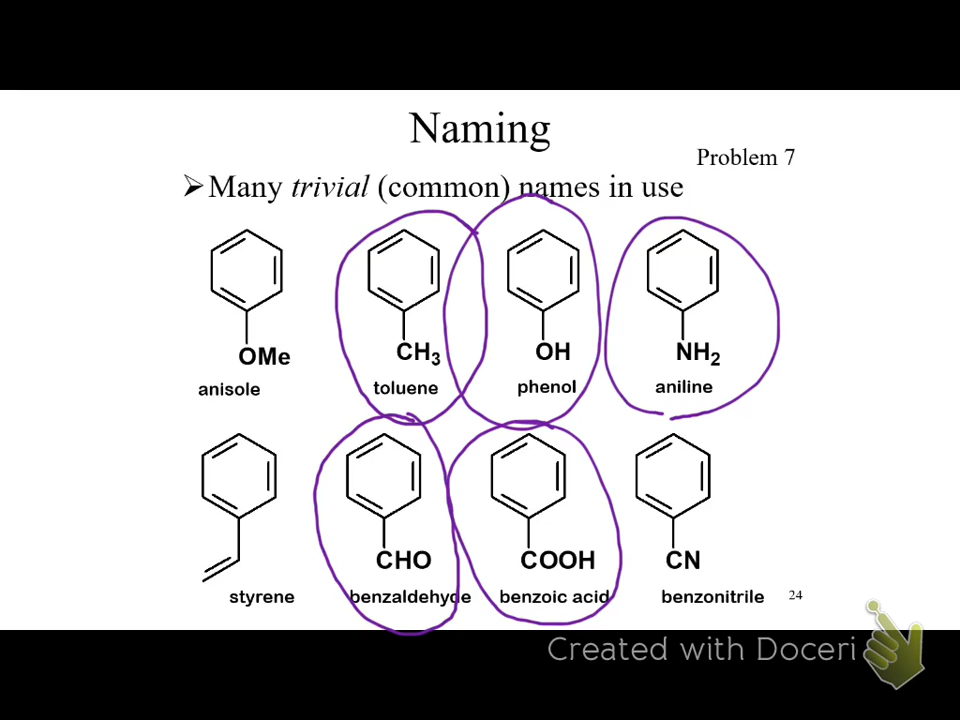 Naming
Problem 7
➢Many trivial (common) names in use
OMe
CH3
OH
NH2
anisole
toluene
phenol
aniline
CHO
COOH
CN
styrene
benzaldehyde
benzoic acid
benzonitrile
24
Created with Doceri